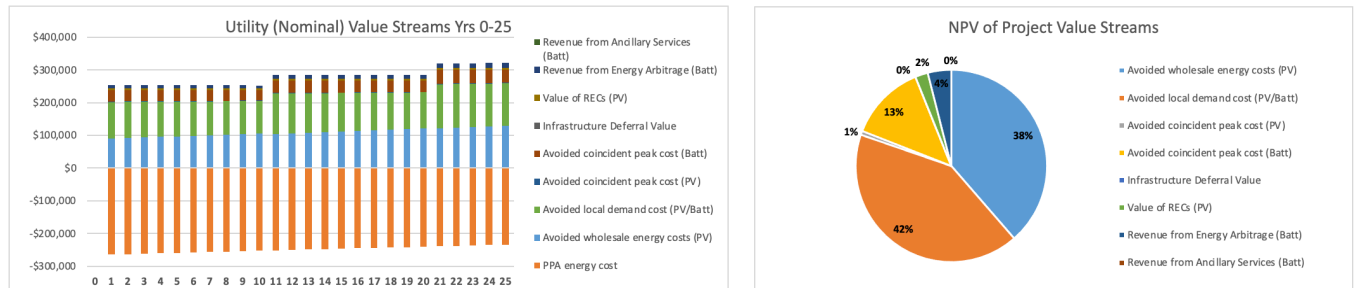 Utility (Nominal) Value Streams Yrs 0-25
$400,000
$300,000
$200,000
$100,000
$0
-$100,000
-$200,000
-$300,000
0 1 2 3 4 5 6 7 8 9 10 11 12 13 14 15 16 17 18 19 20 21 22 23 24 25
Revenue from Ancillary Services
(Batt)
Revenue from Energy Arbitrage (Batt)
Value of RECs (PV)
Infrastructure Deferral Value
Avoided coincident peak cost (Batt)
Avoided coincident peak cost (PV)
Avoided local demand cost (PV/Batt)
Avoided wholesale energy costs (PV)
PPA energy cost
NPV of Project Value Streams
38%
42%
1%
13%
0%
2%
4%
0%
Avoided wholesale energy costs (PV)
Avoided local demand cost (PV/Batt)
Avoided coincident peak cost (PV)
Avoided coincident peak cost (Batt)
Infrastructure Deferral Value
Value of RECs (PV)
Revenue from Energy Arbitrage (Batt)
Revenue from Ancillary Services (Batt)